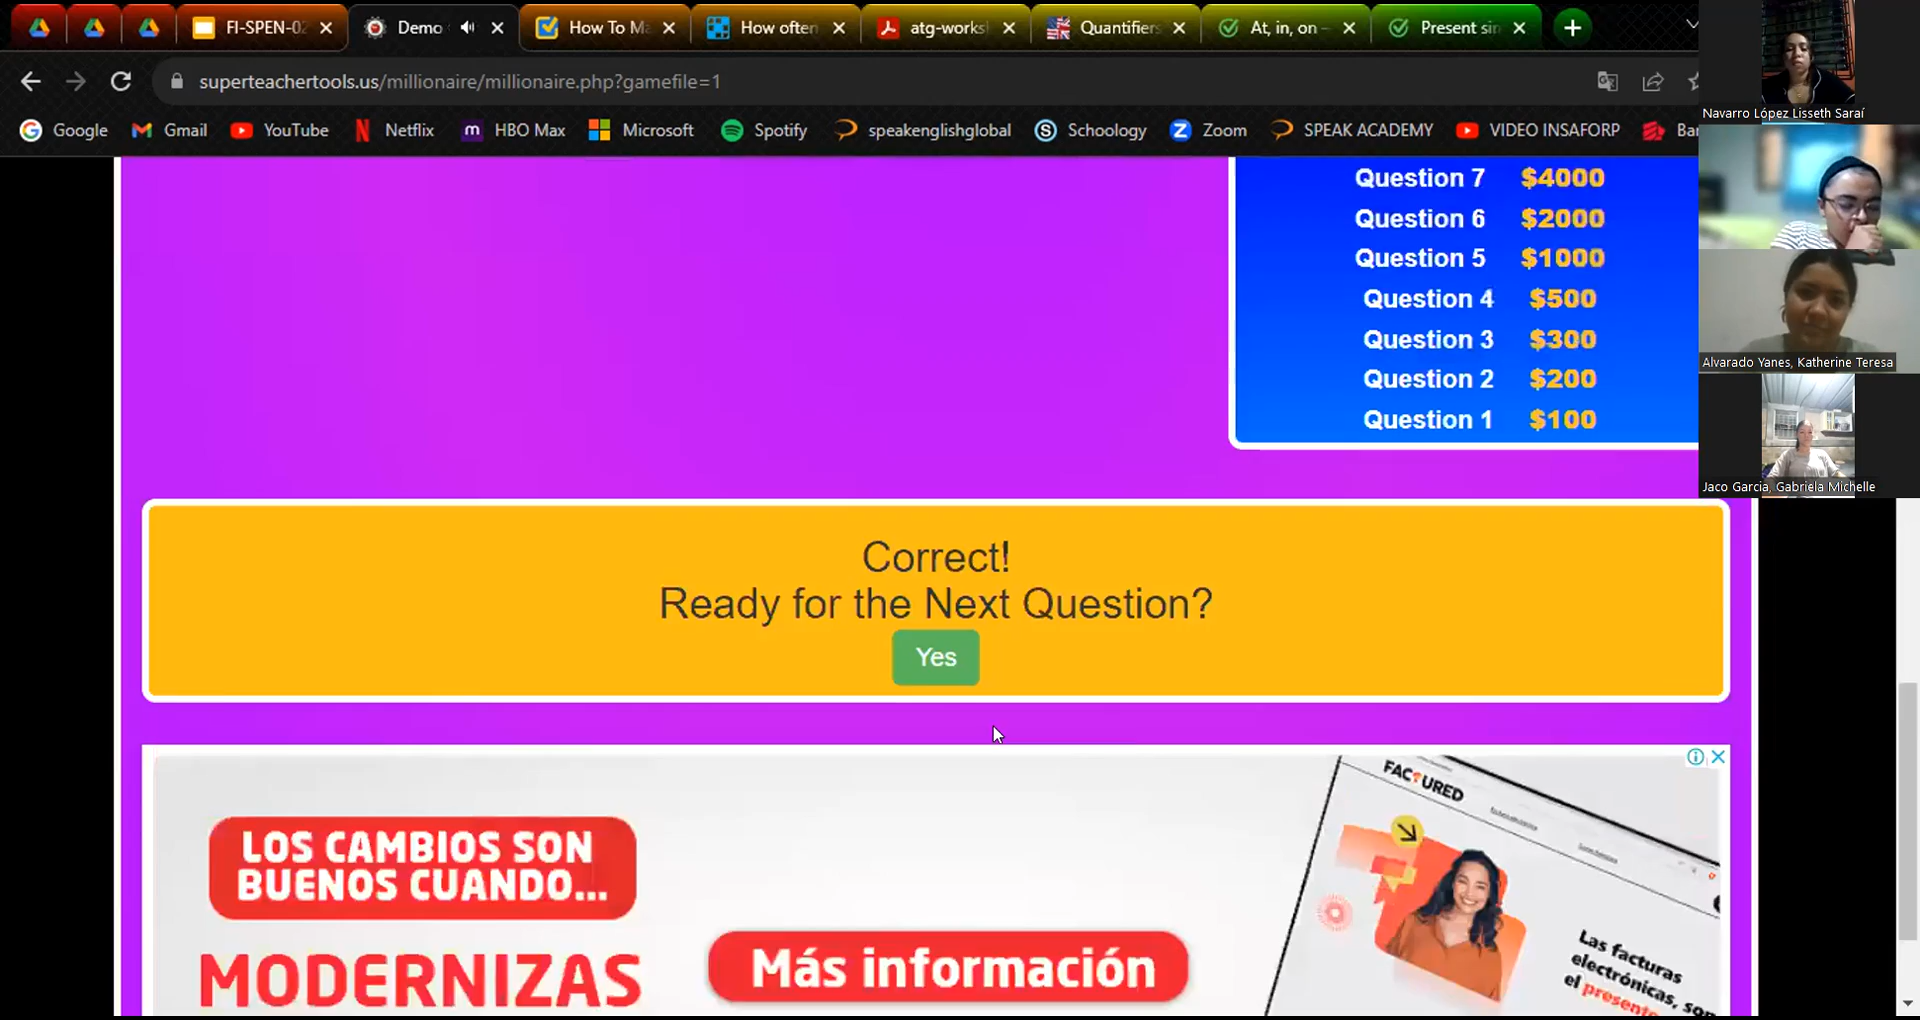 FI-SPEN-02
Demo
How To Ma
How often
atg-works
Quantifiers
At, in, on –
Present sin
superteachertools.us/millionaire/millionaire.php?gamefile=1
Google
Gmail
YouTube
Netflix
HBO Max
Microsoft
Spotify
speakenglishglobal
Schoology
Zoom
SPEAK ACADEMY
VIDEO INSAFORP
Ba
Navarro López Lisseth Saraí
Alvarado Yanes, Katherine Teresa
Jaco Garcia, Gabriela Michelle
Question 7 $4000
Question 6 $2000
Question 5 $1000
Question 4 $500
Question 3 $300
Question 2 $200
Question 1 $100
Correct!
Ready for the Next Question?
Yes
LOS CAMBIOS SON
BUENOS CUANDO...
MODERNIZAS
Más información
FACTURED
Las facturas
electrónicas, son
el presente